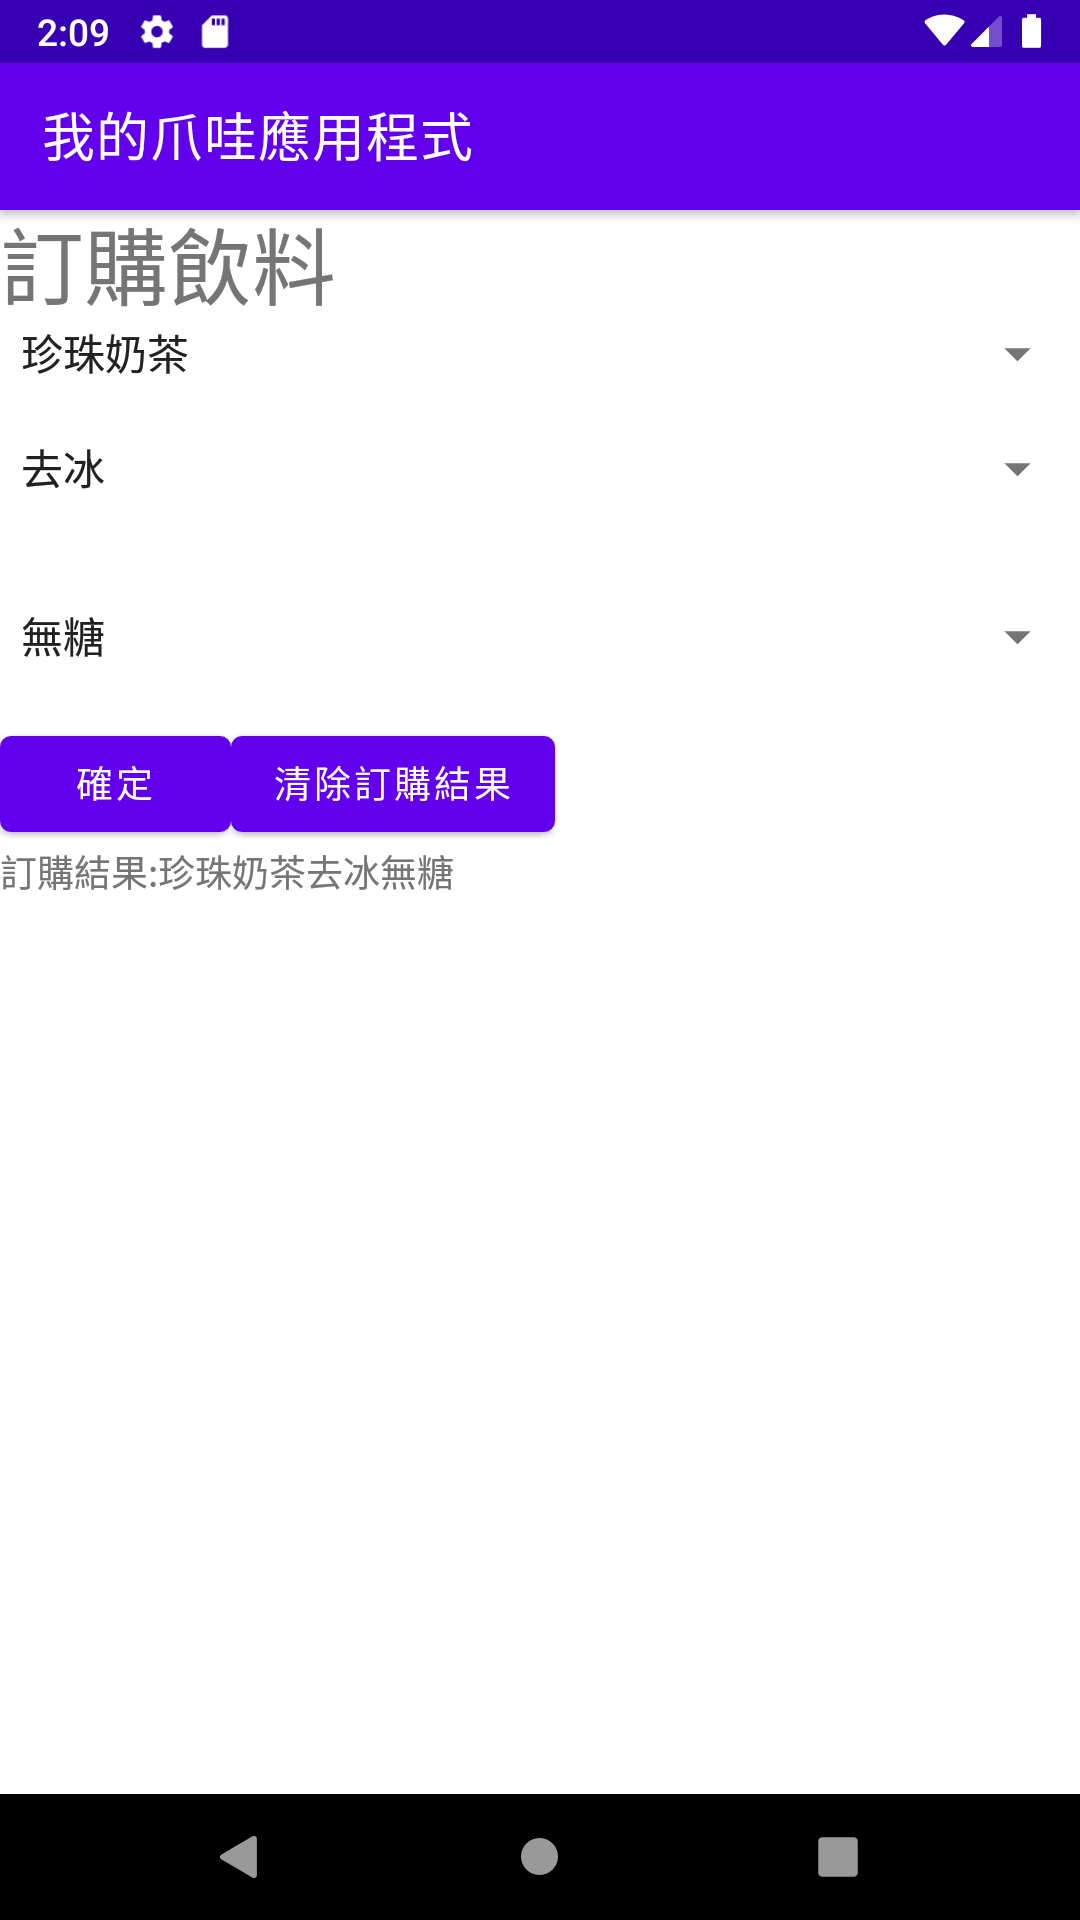 2:09
我的爪哇應用程式
訂購飲料
珍珠奶茶
去冰
無糖
確定
清除訂購結果
訂購結果:珍珠奶茶去冰無糖